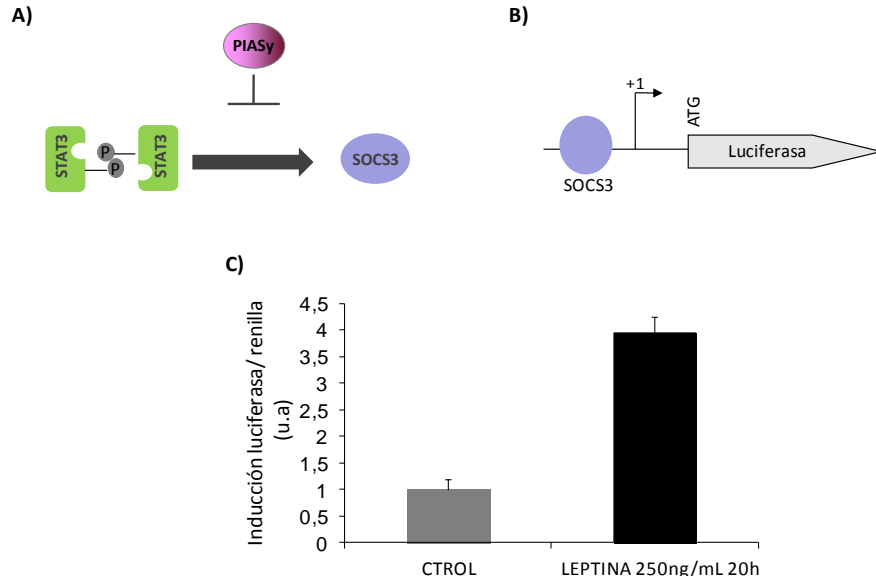 A)
PIASy
STAT3
P
P
STAT3
SOCS3
B)
+1
ATG
Luciferasa
SOCS3
C)
Inducción luciferasa/ renilla
(u.a)
4,5
4
3,5
3
2,5
2
1,5
1
0,5
0
CTROL
LEPTINA 250ng/mL 20h